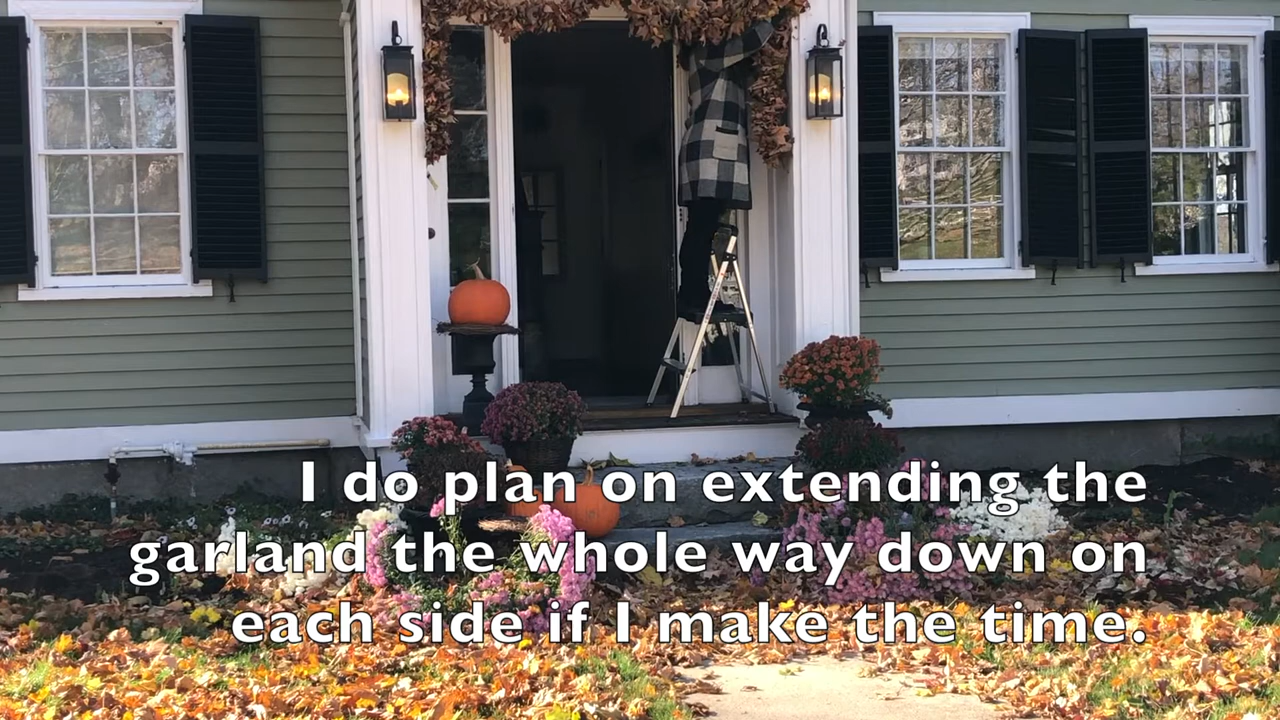 I do plan on extending the
garland the whole way down on
each side if I make the time.